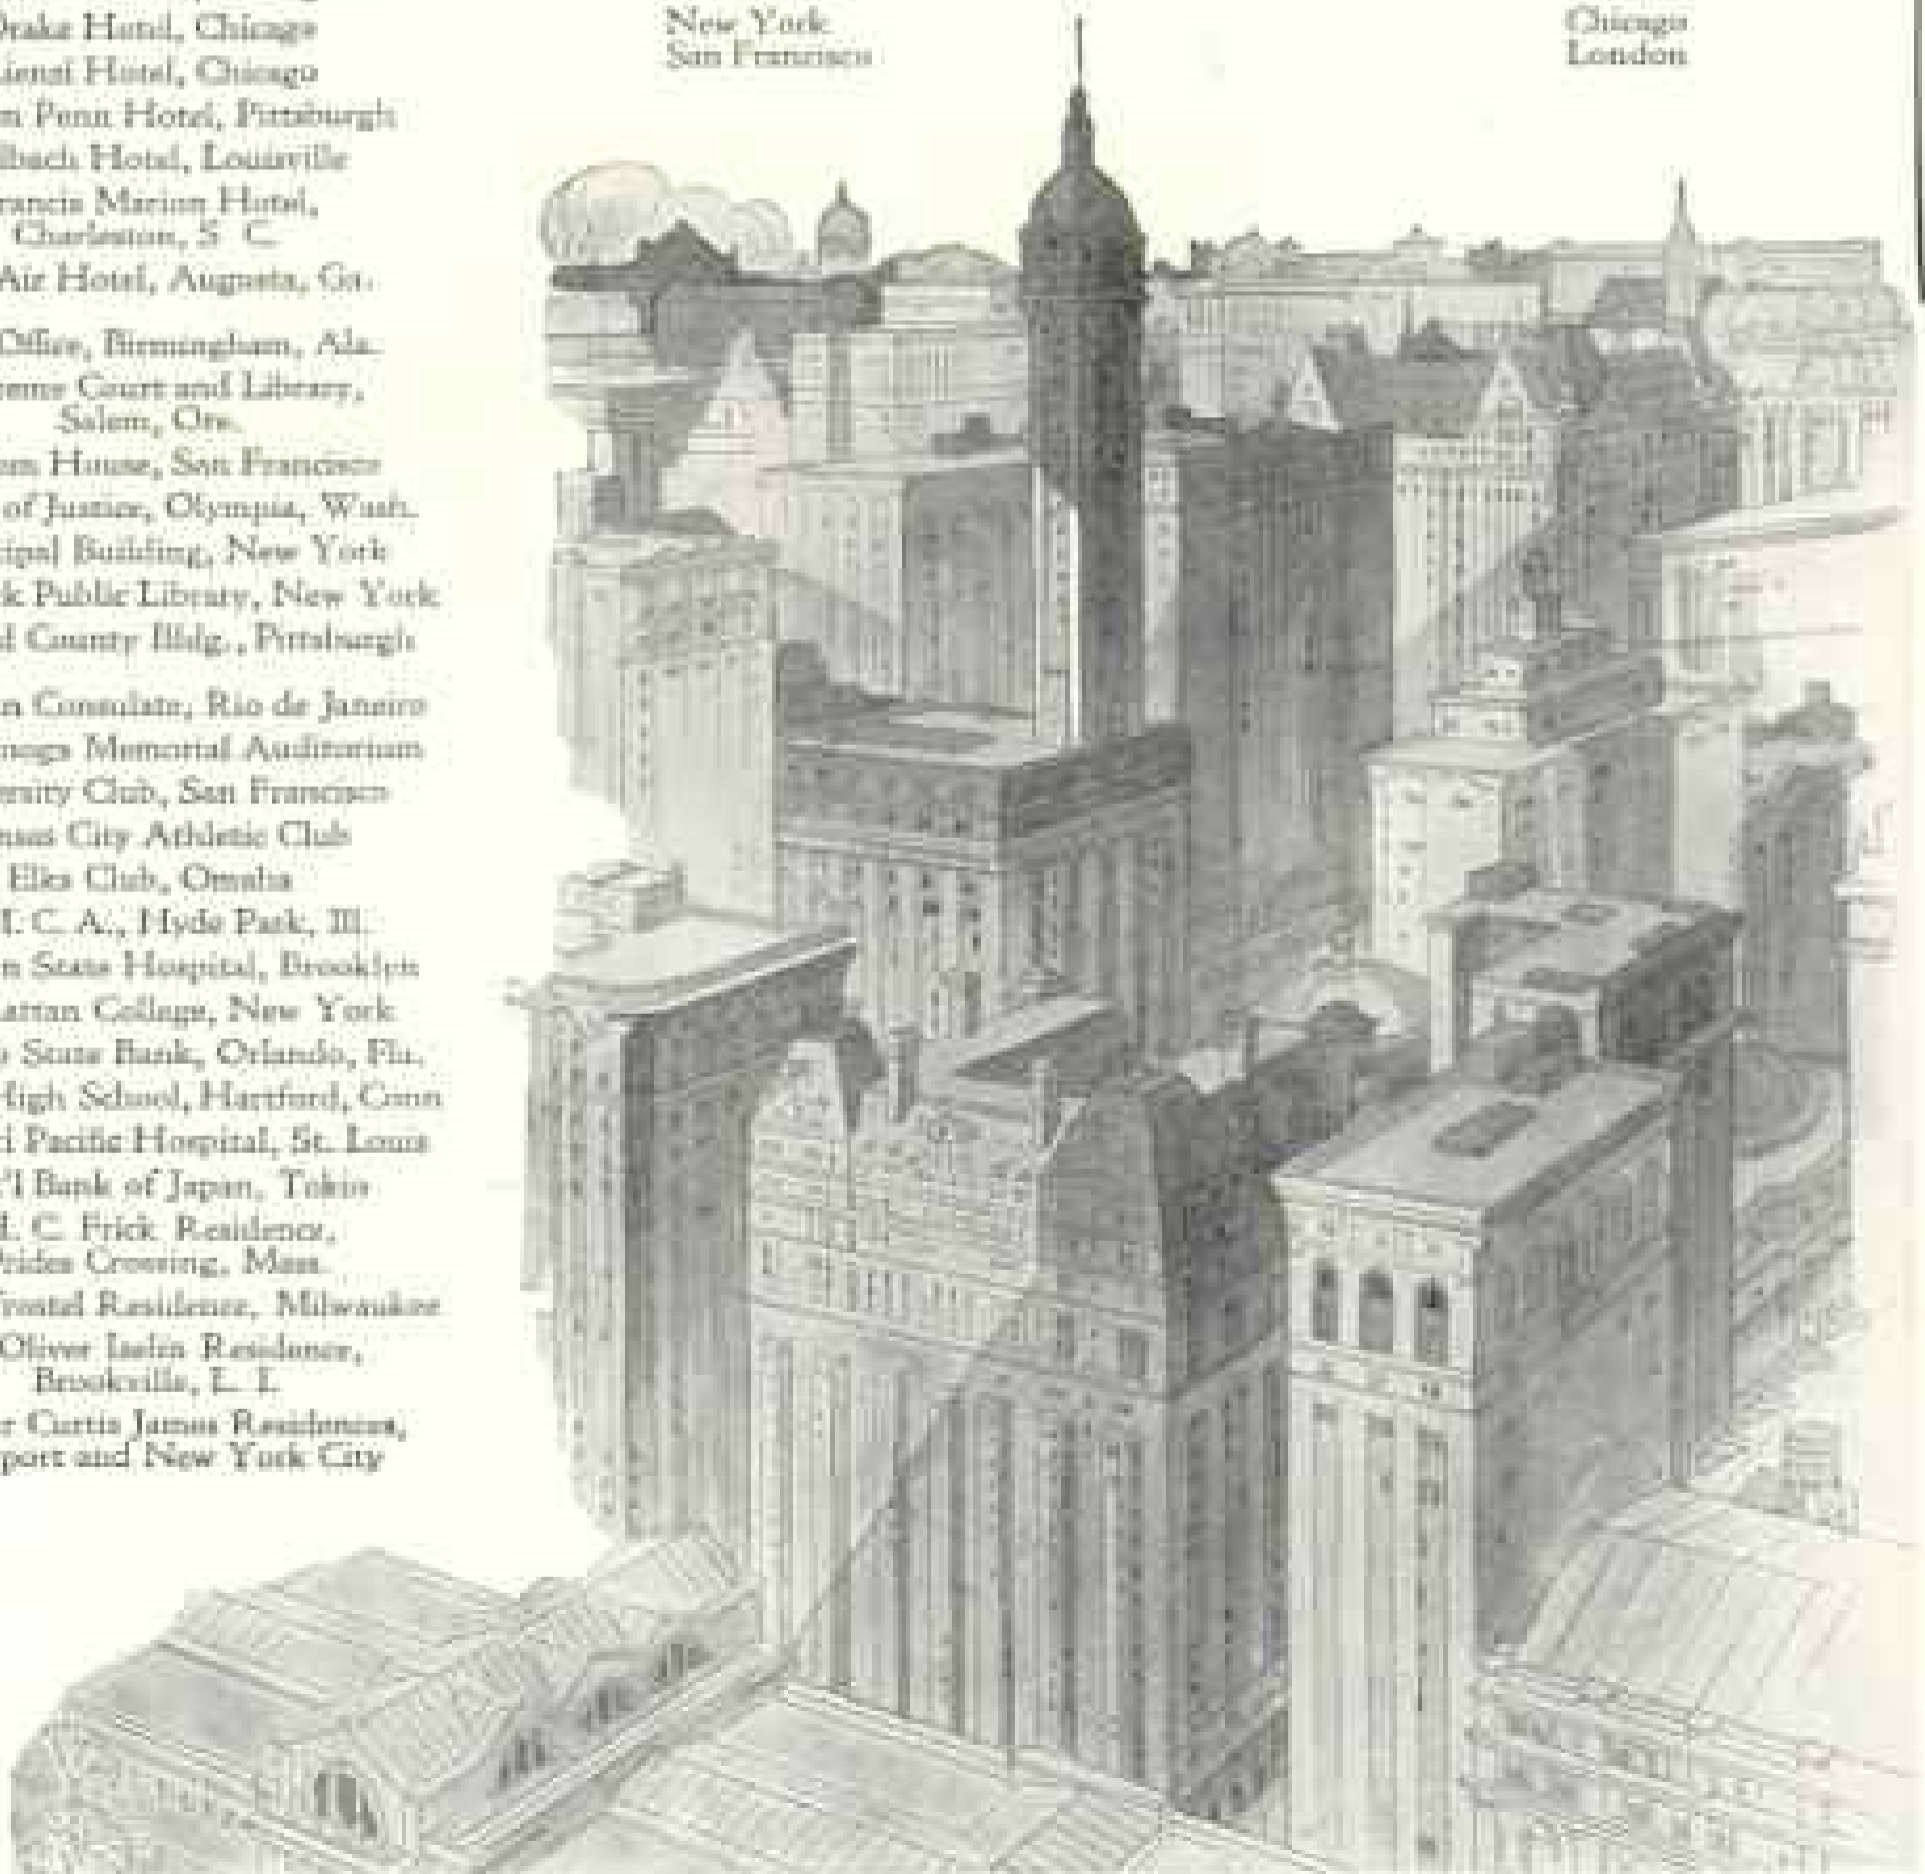 Drake Hotel, Chicago
Hotel, Chicago
Penn Hotel, Pittsburgh
Hotel, Louisville
Francis Marion Hotel,
Charleston, S. C.
Air Hotel, Augusta, Ga.
Office, Birmingham, Ala.
Court and Library,
Salem, Ore.
House, San Francisco
of Justice, Olympia, Wash.
Building, New York
Public Library, New York
County Bldg., Pittsburgh
Consulate, Rio de Janeiro
Memorial Auditorium
Club, San Francisco
City Athletic Club
Elks Club, Omaha
C. A., Hyde Park, Ill.
State Hospital, Brooklyn
College, New York
State Bank, Orlando, Fla.
High School, Hartford, Conn
Pacific Hospital, St. Louis
Bank of Japan, Tokio
C. Frick Residence,
Prides Crossing, Mass.
Residence, Milwaukee
Oliver Iselin Residence,
Brookville, L. I.
Curtis James Residences,
port and New York City
New York
San Francisco
Chicago
London